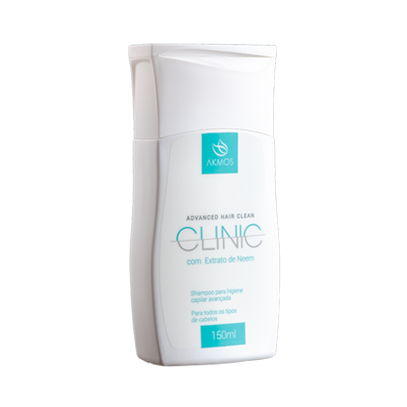 AKMOS
ADVANCED HAIR CLEAN
CLINIC
com Extrato de Neem
Shampoo para higiene
capilar avançada
Para todos os tipos
de cabelos
150ml